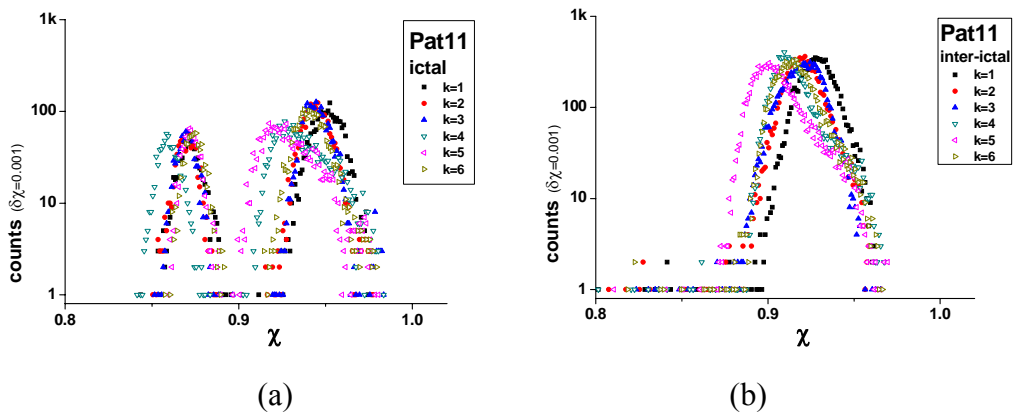 1k
100
10
1
counts (δχ=0.001)
0.8
0.9
1.0
χ
Pat11
ictal
k=1
k=2
k=3
k=4
k=5
k=6
(a)
1k
100
10
1
counts (δχ=0.001)
0.8
0.9
1.0
χ
Pat11
inter-ictal
k=1
k=2
k=3
k=4
k=5
k=6
(b)